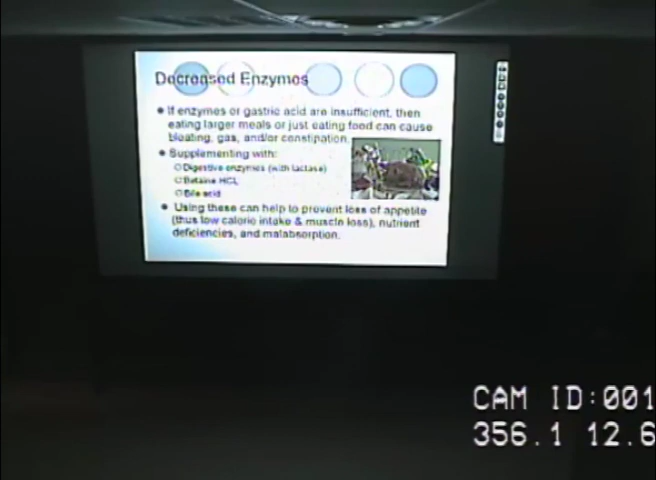 Decreased Enzymes
● If enzymes or gastric acid are insufficient, then
eating larger meals or just eating food can cause
bloating, gas, and/or constipation.
● Supplementing with:
○Digestive enzymes (with lactase)
○Betaine HCL
○Bile acid
● Using these can help to prevent loss of appetite
(thus low calorie intake & muscle loss), nutrient
deficiencies, and malabsorption.
CAM ID:001
356.1 12.6